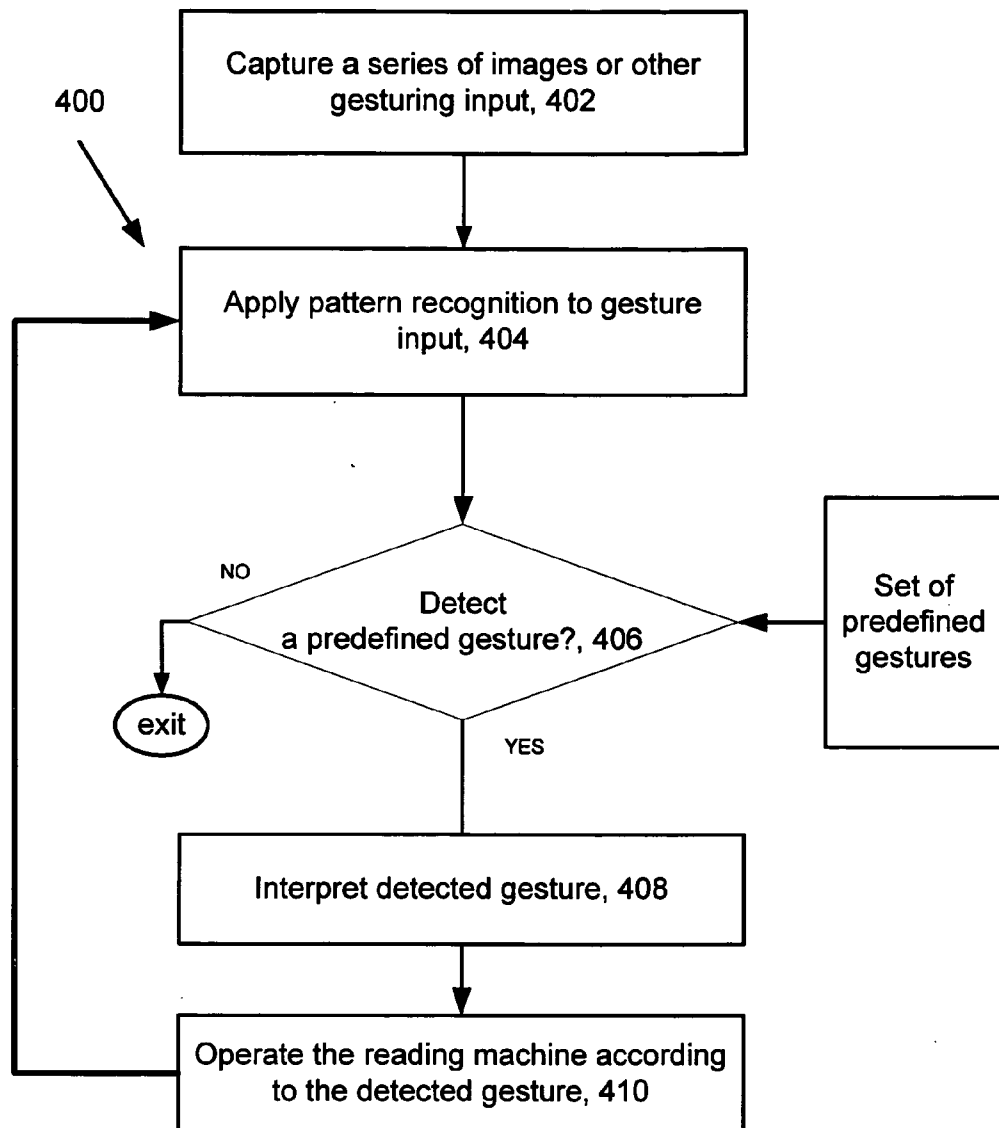 Capture a series of images or other
gesturing input, 402
400
Apply pattern recognition to gesture
input, 404
NO
Detect
a predefined gesture?, 406
Set of
predefined
gestures
exit
YES
Interpret detected gesture, 408
Operate the reading machine according
to the detected gesture, 410